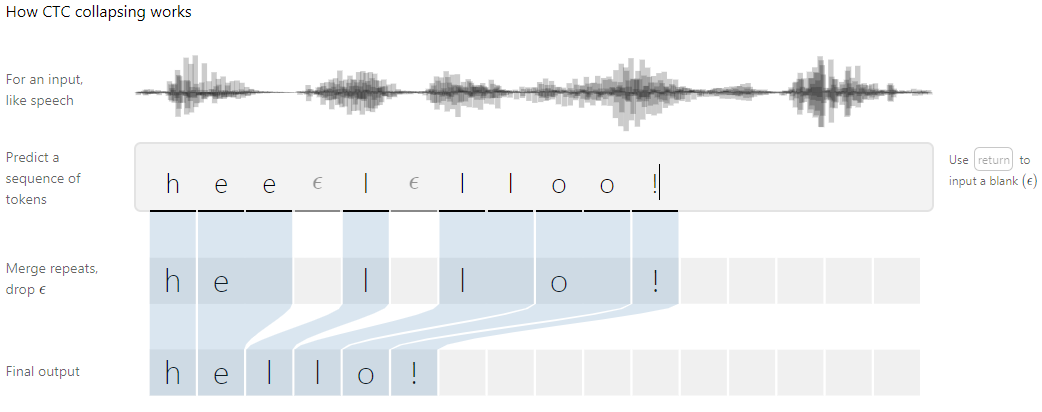 How CTC collapsing works
For an input,
like speech
Predict a
sequence of
tokens
h e e ϵ l ϵ l l o o !
Use return to
input a blank (ϵ)
Merge repeats,
drop ϵ
h e l l o !
Final output
h e l l o !